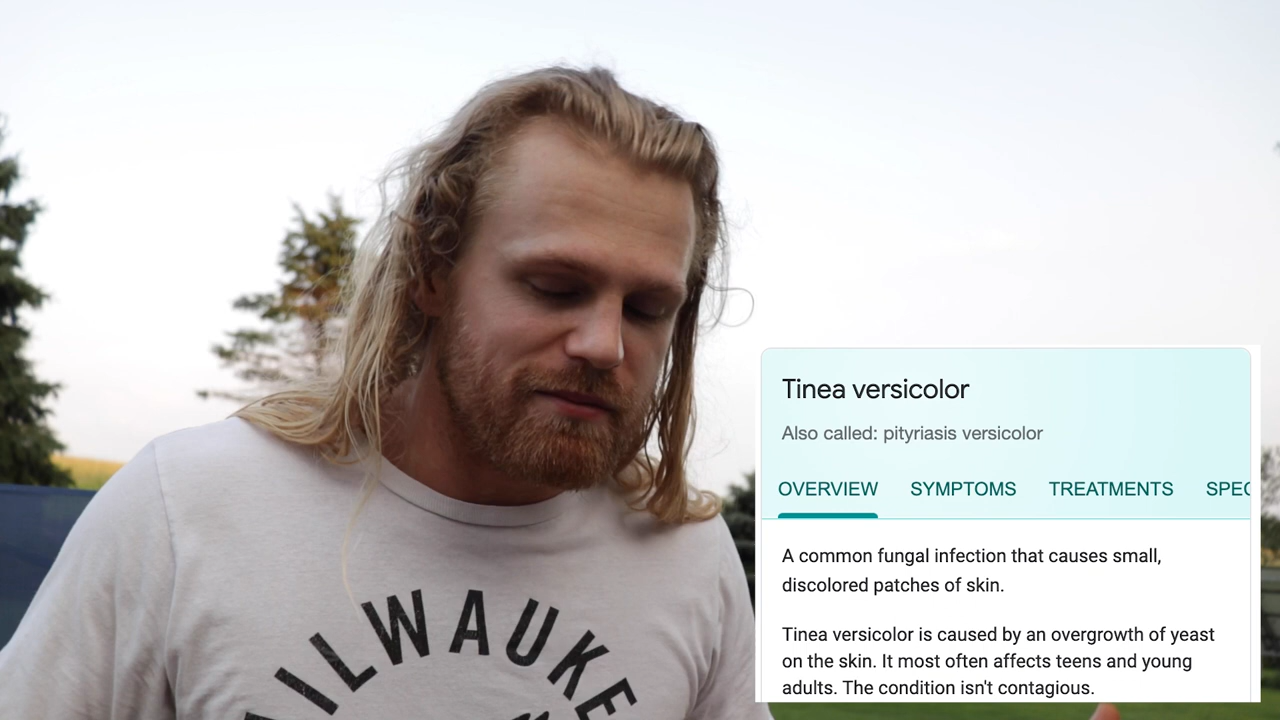 Tinea versicolor
Also called: pityriasis versicolor
OVERVIEW SYMPTOMS TREATMENTS
A common fungal infection that causes small,
discolored patches of skin.
Tinea versicolor is caused by an overgrowth of yeast
on the skin. It most often affects teens and young
adults. The condition isn't contagious.
ILWAUKE